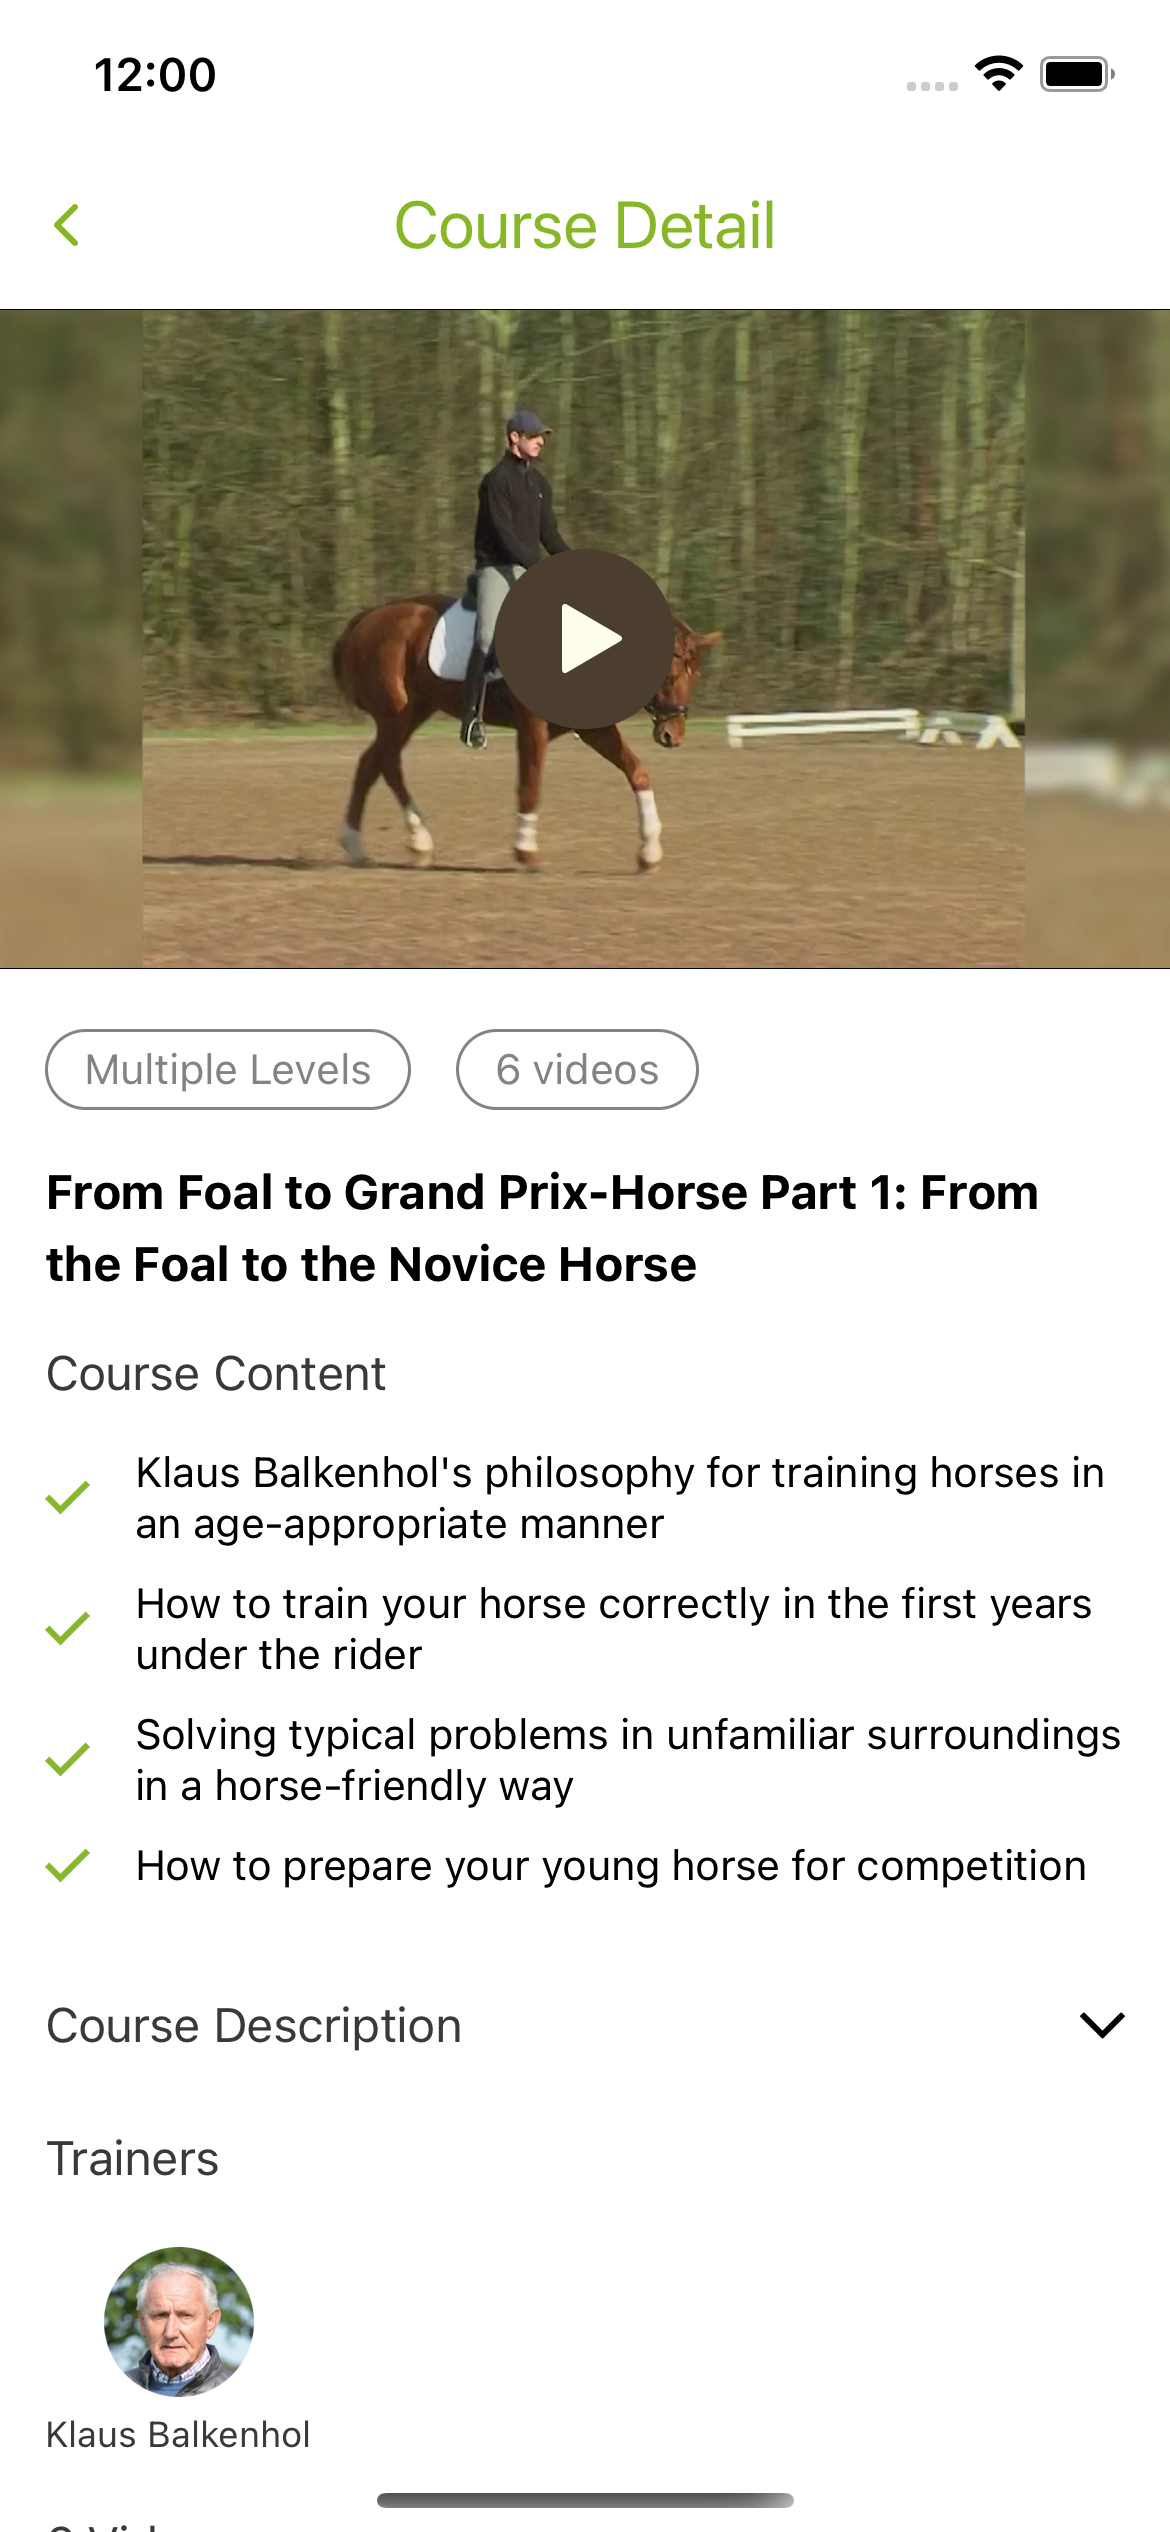 12:00
Course Detail
Multiple Levels
6 videos
From Foal to Grand Prix-Horse Part 1: From
the Foal to the Novice Horse
Course Content
Klaus Balkenhol's philosophy for training horses in
an age-appropriate manner
How to train your horse correctly in the first years
under the rider
Solving typical problems in unfamiliar surroundings
in a horse-friendly way
How to prepare your young horse for competition
Course Description
Trainers
Klaus Balkenhol